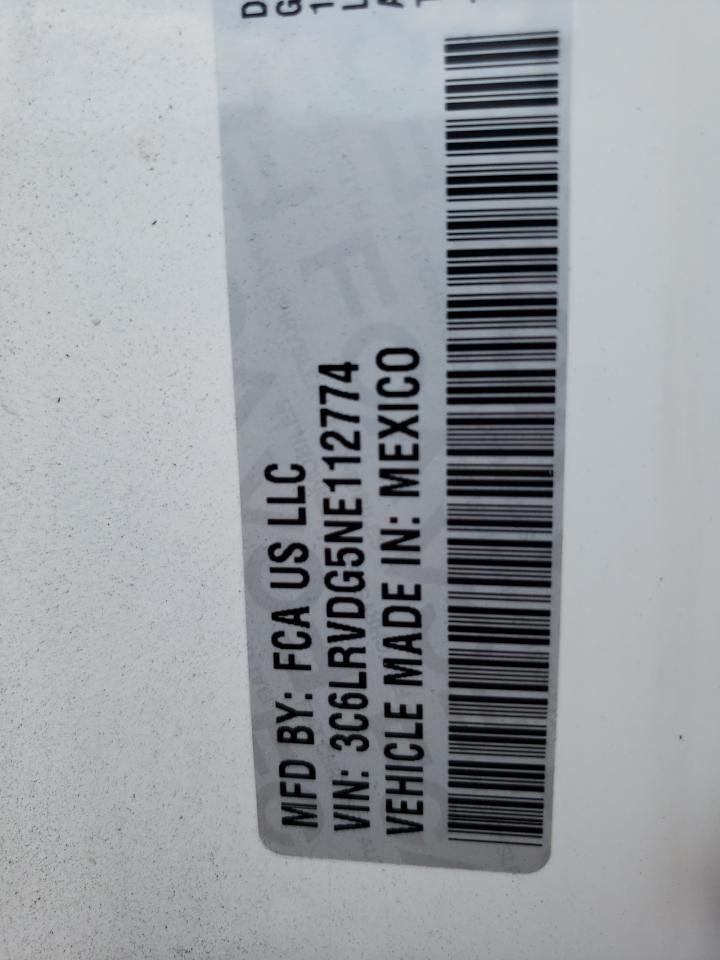 MFD BY: FCA US LLC
VIN: 3C6LRVDG5NE112774
VEHICLE MADE IN: MEXICO